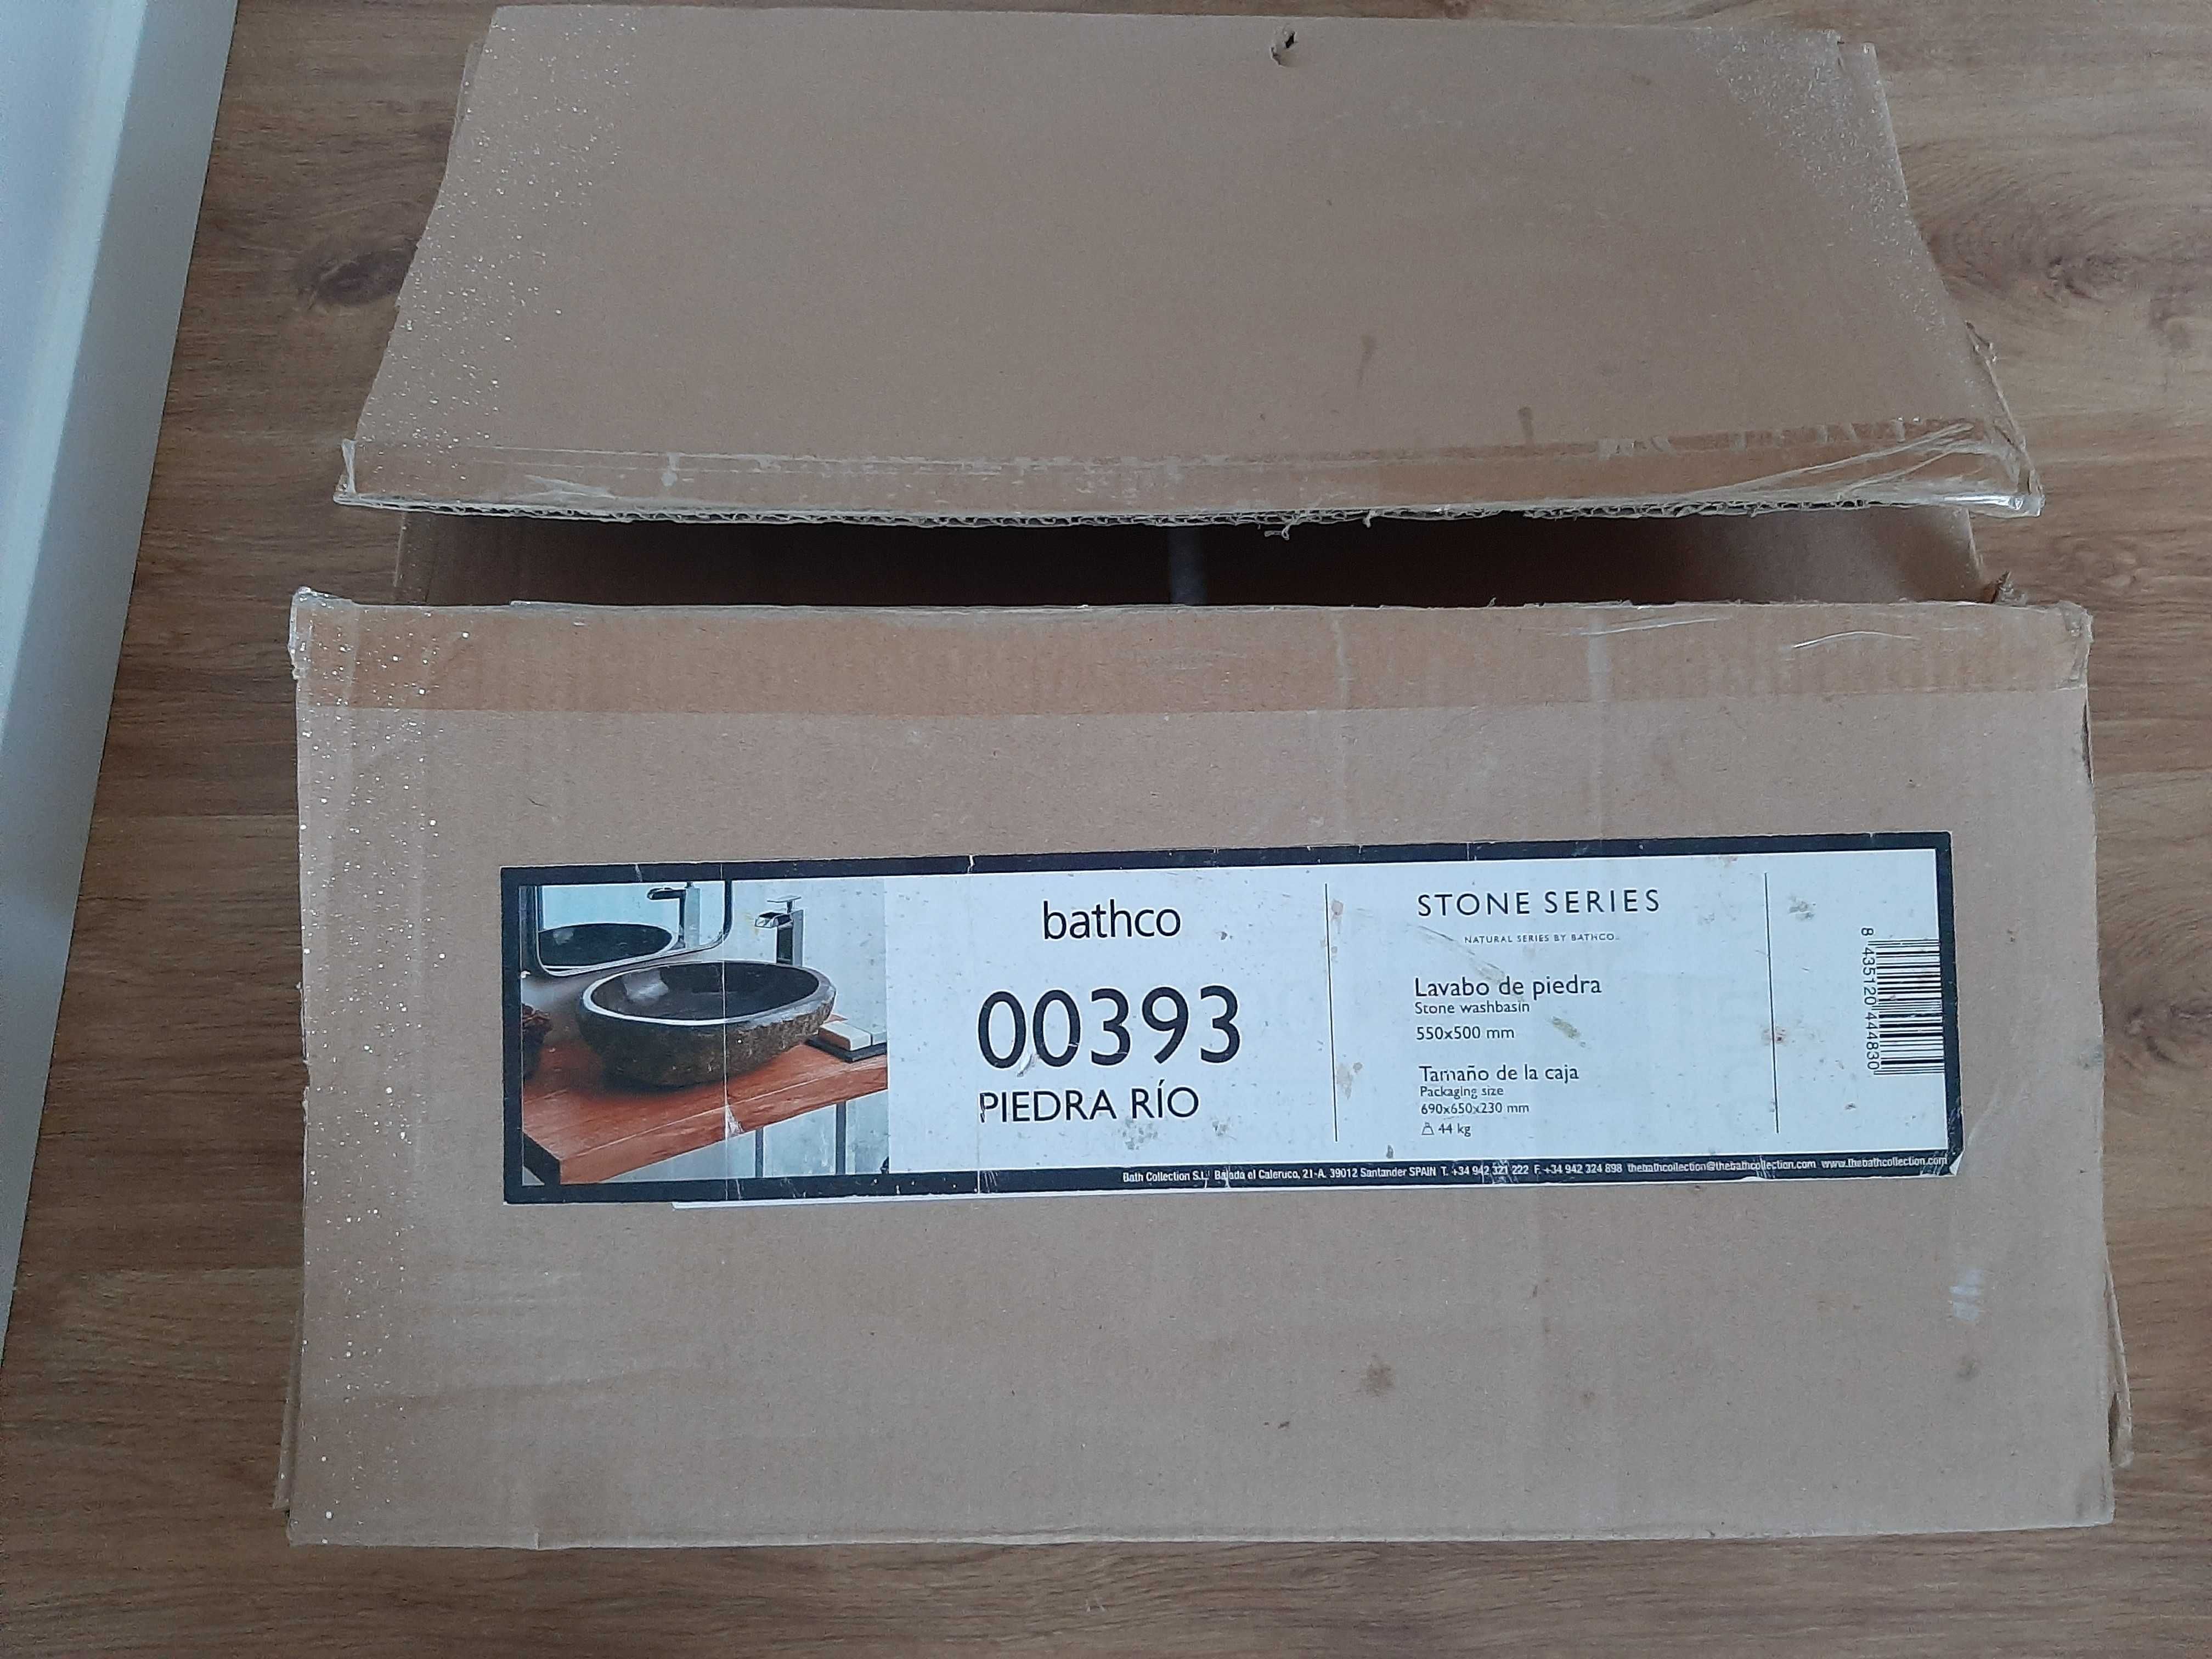 bathco
00393
PIEDRA RÍO
STONE SERIES
NATURAL SERIES BY BATHCO
Lavabo de piedra
Stone washbasin
550x500 mm
Tamaño de la caja
Packaging size
690x650x230 mm
44 kg
8 435120 444830
Bath Collection S.L. Bajada el Caleruco, 21-A. 39012 Santander SPAIN T. +34 942 321 222 F. +34 942 324 898 thebathcollection@thebathcollection.com www.thebathcollection.com